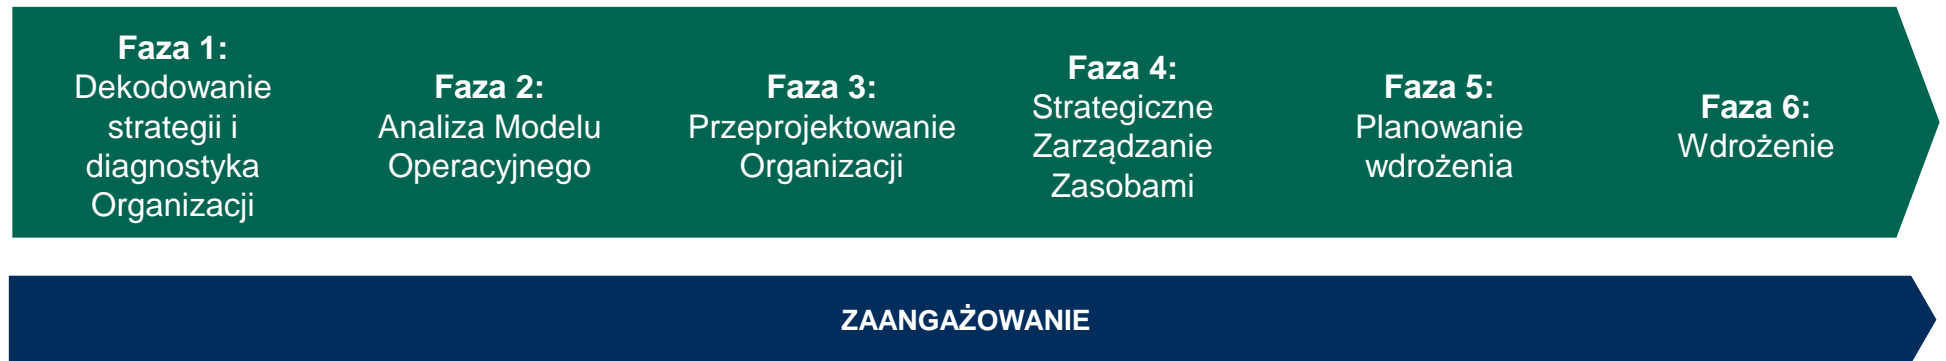 Faza 1:
Dekodowanie
strategii i
diagnostyka
Organizacji
Faza 2:
Analiza Modelu
Operacyjnego
Faza 3:
Przeprojektowanie
Organizacji
Faza 4:
Strategiczne
Zarządzanie
Zasobami
Faza 5:
Planowanie
wdrożenia
Faza 6:
Wdrożenie
ZAANGAŻOWANIE